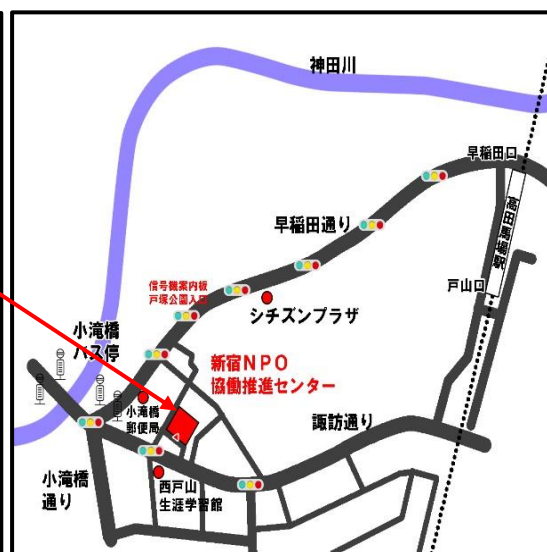 神田川
早稲田口
早稲田通り
高田馬場駅
戸山口
信号機案内板
戸塚公園入口
シチズンプラザ
小滝橋
バス停
新宿NPO
協働推進センター
小滝橋
郵便局
諏訪通り
西戸山
生涯学習館
小滝橋
通り